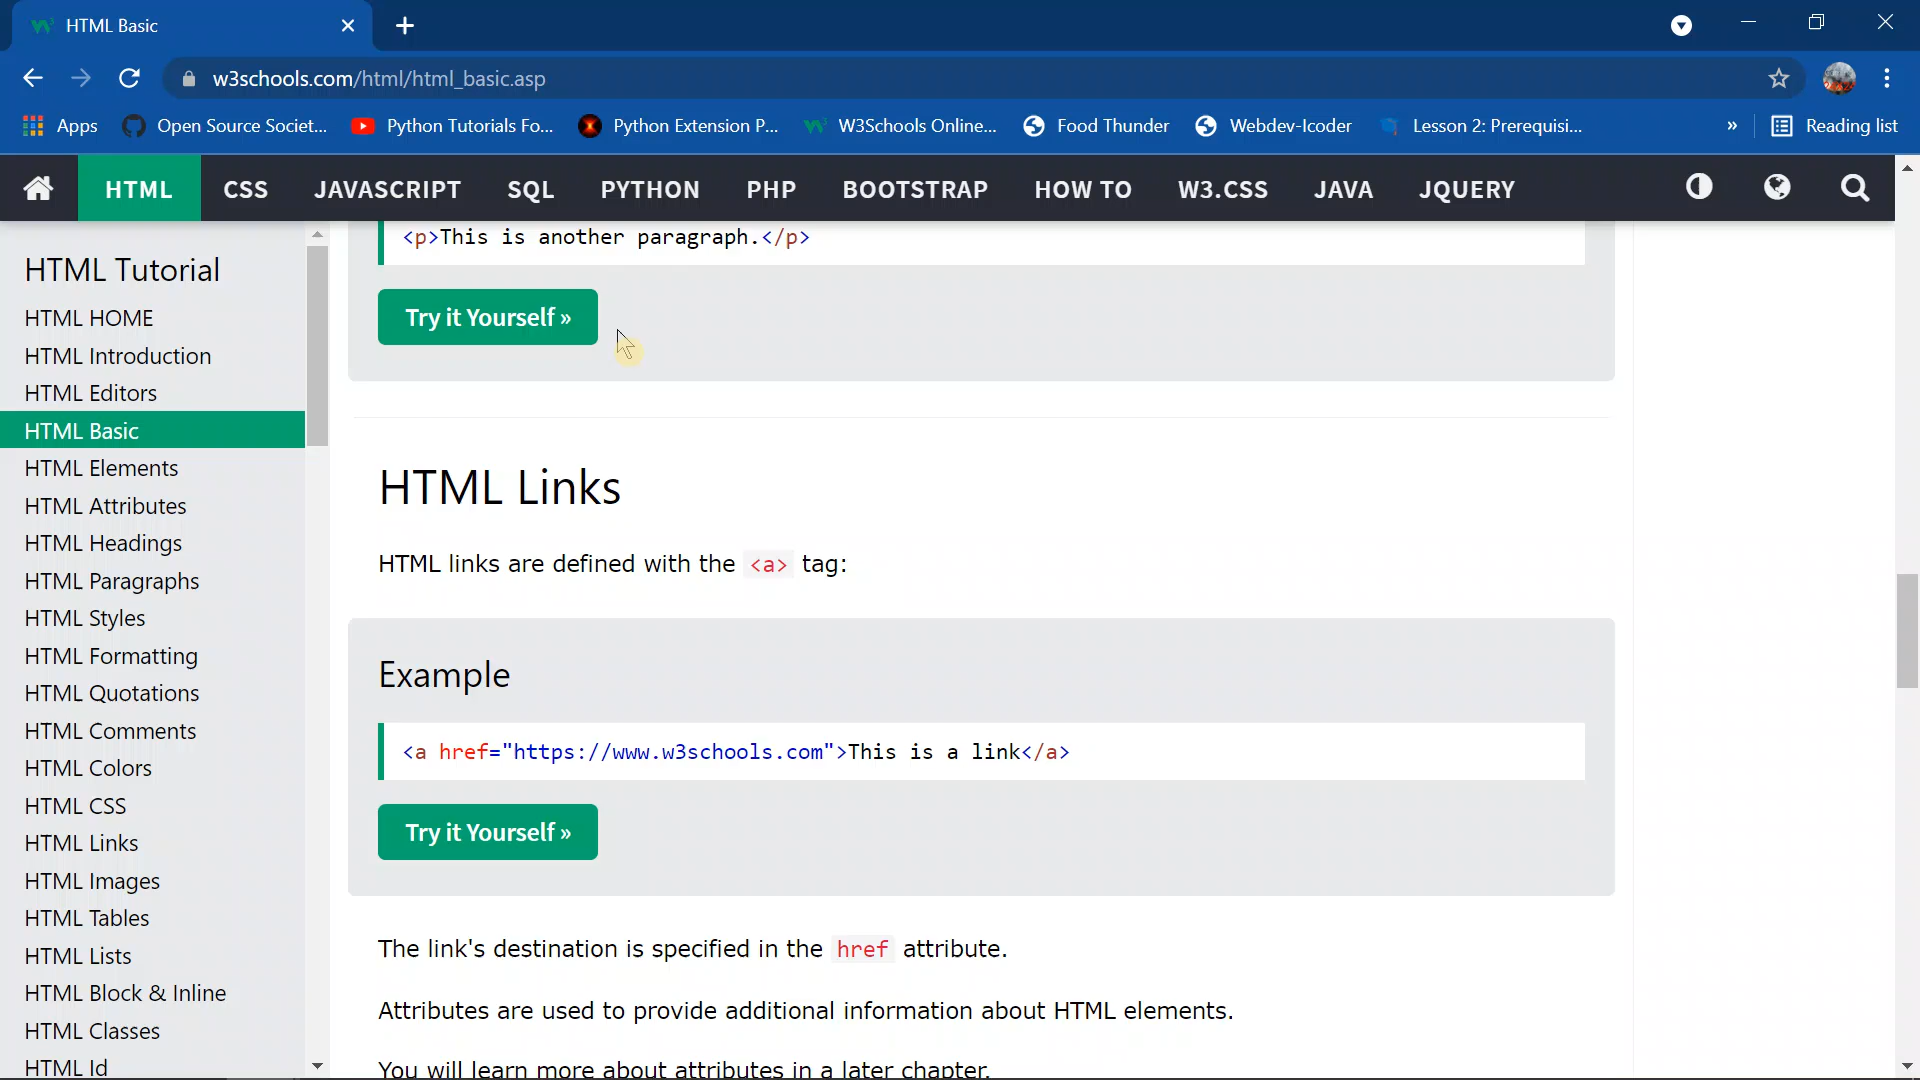 HTML Basic
w3schools.com/html/html_basic.asp
Apps Open Source Societ... Python Tutorials Fo... Python Extension P... W3Schools Online... Food Thunder Webdev-Icoder Lesson 2: Prerequisi... » Reading list
HTML CSS JAVASCRIPT SQL PYTHON PHP BOOTSTRAP HOW TO W3.CSS JAVA JQUERY
HTML Tutorial
HTML HOME
HTML Introduction
HTML Editors
HTML Basic
HTML Elements
HTML Attributes
HTML Headings
HTML Paragraphs
HTML Styles
HTML Formatting
HTML Quotations
HTML Comments
HTML Colors
HTML CSS
HTML Links
HTML Images
HTML Tables
HTML Lists
HTML Block & Inline
HTML Classes
HTML Id
<p>This is another paragraph.</p>
Try it Yourself »
HTML Links
HTML links are defined with the <a> tag:
Example
<a href="https://www.w3schools.com">This is a link</a>
Try it Yourself »
The link's destination is specified in the href attribute.
Attributes are used to provide additional information about HTML elements.
You will learn more about attributes in a later chapter.